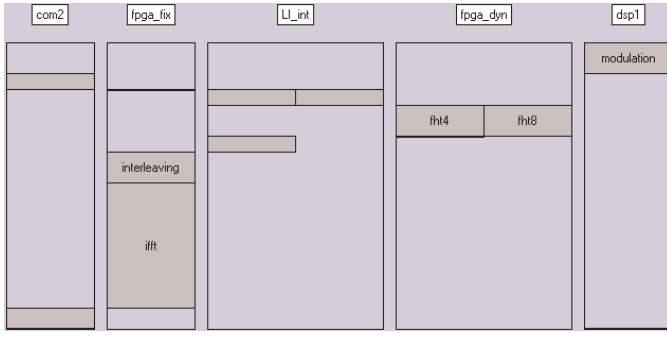 com2 fpga_fix LI_int fpga_dyn dsp1
modulation
fht4 fht8
interleaving
ifft